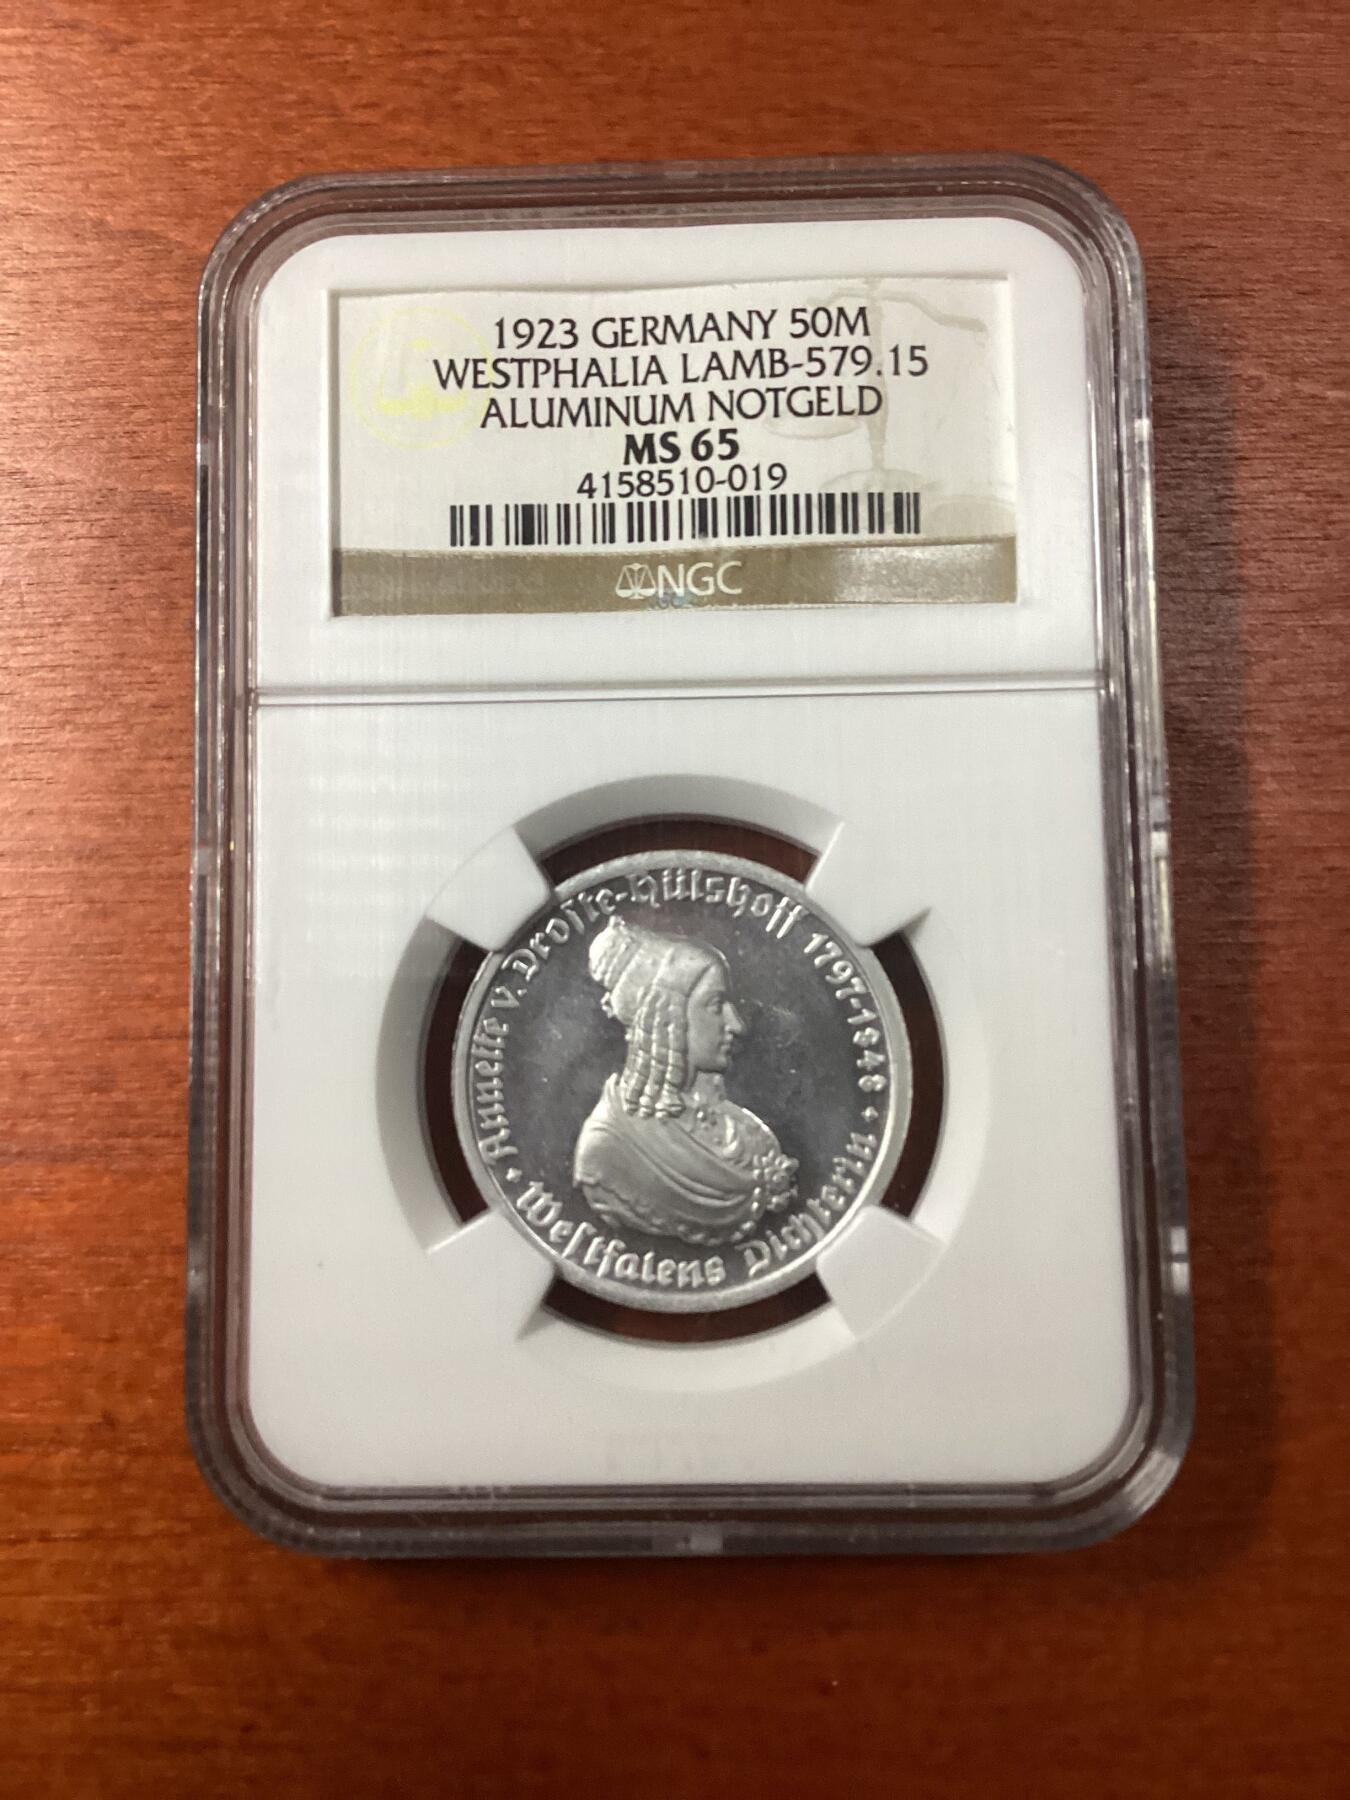 1923 GERMANY 50M
WESTPHALIA LAMB-579.15
ALUMINUM NOTGELD
MS 65
4158510-019
NGC
Annette v. Droste-Hülshoff 1797-1848
Westfalens Dichterin